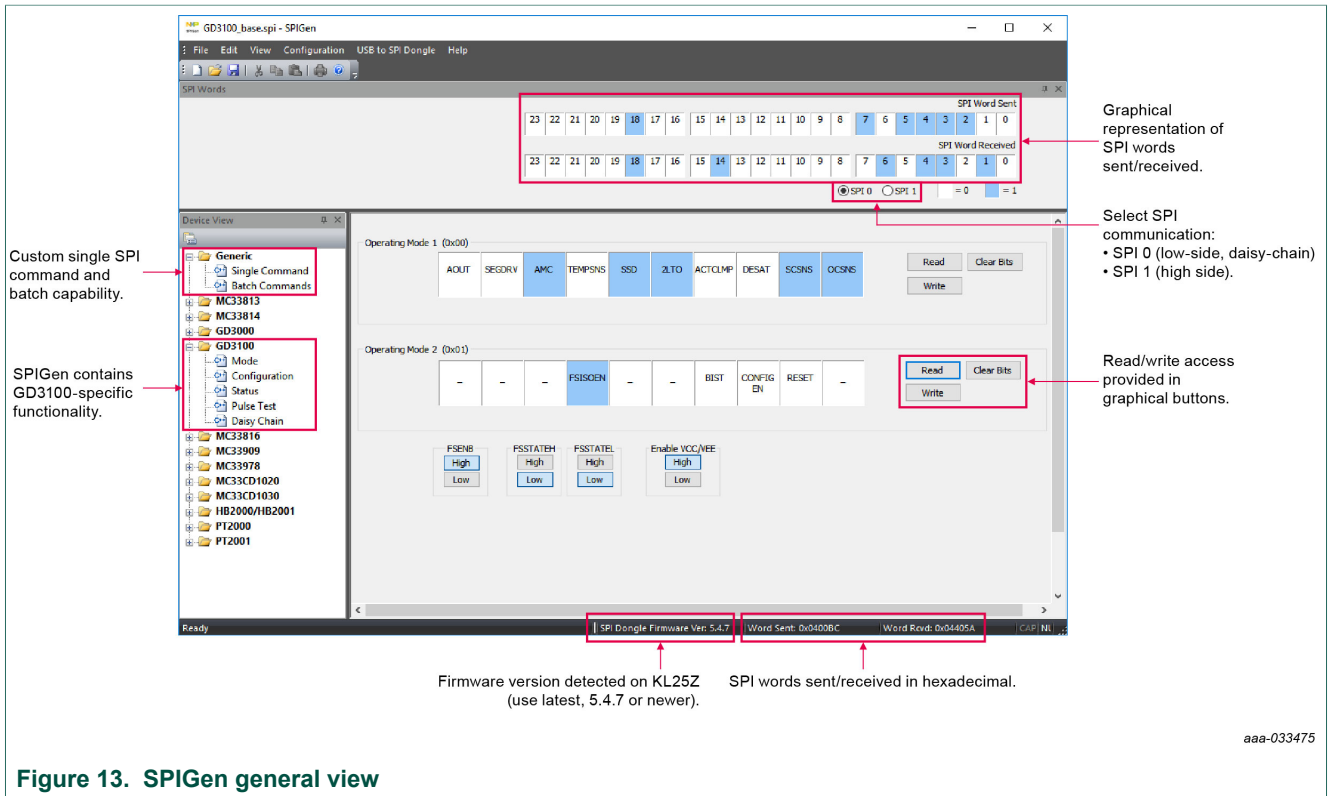 GD3100_base.spi - SPIGen
File Edit View Configuration USB to SPI Dongle Help
SPI Words
SPI Word Sent
23 22 21 20 19 18 17 16 15 14 13 12 11 10 9 8 7 6 5 4 3 2 1 0
SPI Word Received
23 22 21 20 19 18 17 16 15 14 13 12 11 10 9 8 7 6 5 4 3 2 1 0
SPI 0 SPI 1 = 0 = 1
Graphical
representation of
SPI words
sent/received.
Select SPI
communication:
• SPI 0 (low-side, daisy-chain)
• SPI 1 (high side).
Read/write access
provided in
graphical buttons.
Custom single SPI
command and
batch capability.
SPIGen contains
GD3100-specific
functionality.
Device View
Generic
Single Command
Batch Commands
MC33813
MC33814
GD3000
GD3100
Mode
Configuration
Status
Pulse Test
Daisy Chain
MC33816
MC33909
MC33978
MC33CD1020
MC33CD1030
HB2000/HB2001
PT2000
PT2001
Operating Mode 1 (0x00)
AOUT SEGDRV AMC TEMPSNS SSD 2LTO ACTCLMP DESAT SCSNS OCSNS
Read Clear Bits
Write
Operating Mode 2 (0x01)
– – – FSISOEN – – BIST CONFIG EN RESET –
Read Clear Bits
Write
FSENB FSSTATEH FSSTATEL Enable VCC/VEE
High High High High
Low Low Low Low
Ready SPI Dongle Firmware Ver: 5.4.7 Word Sent: 0x0400BC Word Rcvd: 0x04405A CAP
Firmware version detected on KL25Z
(use latest, 5.4.7 or newer).
SPI words sent/received in hexadecimal.
aaa-033475
Figure 13. SPIGen general view